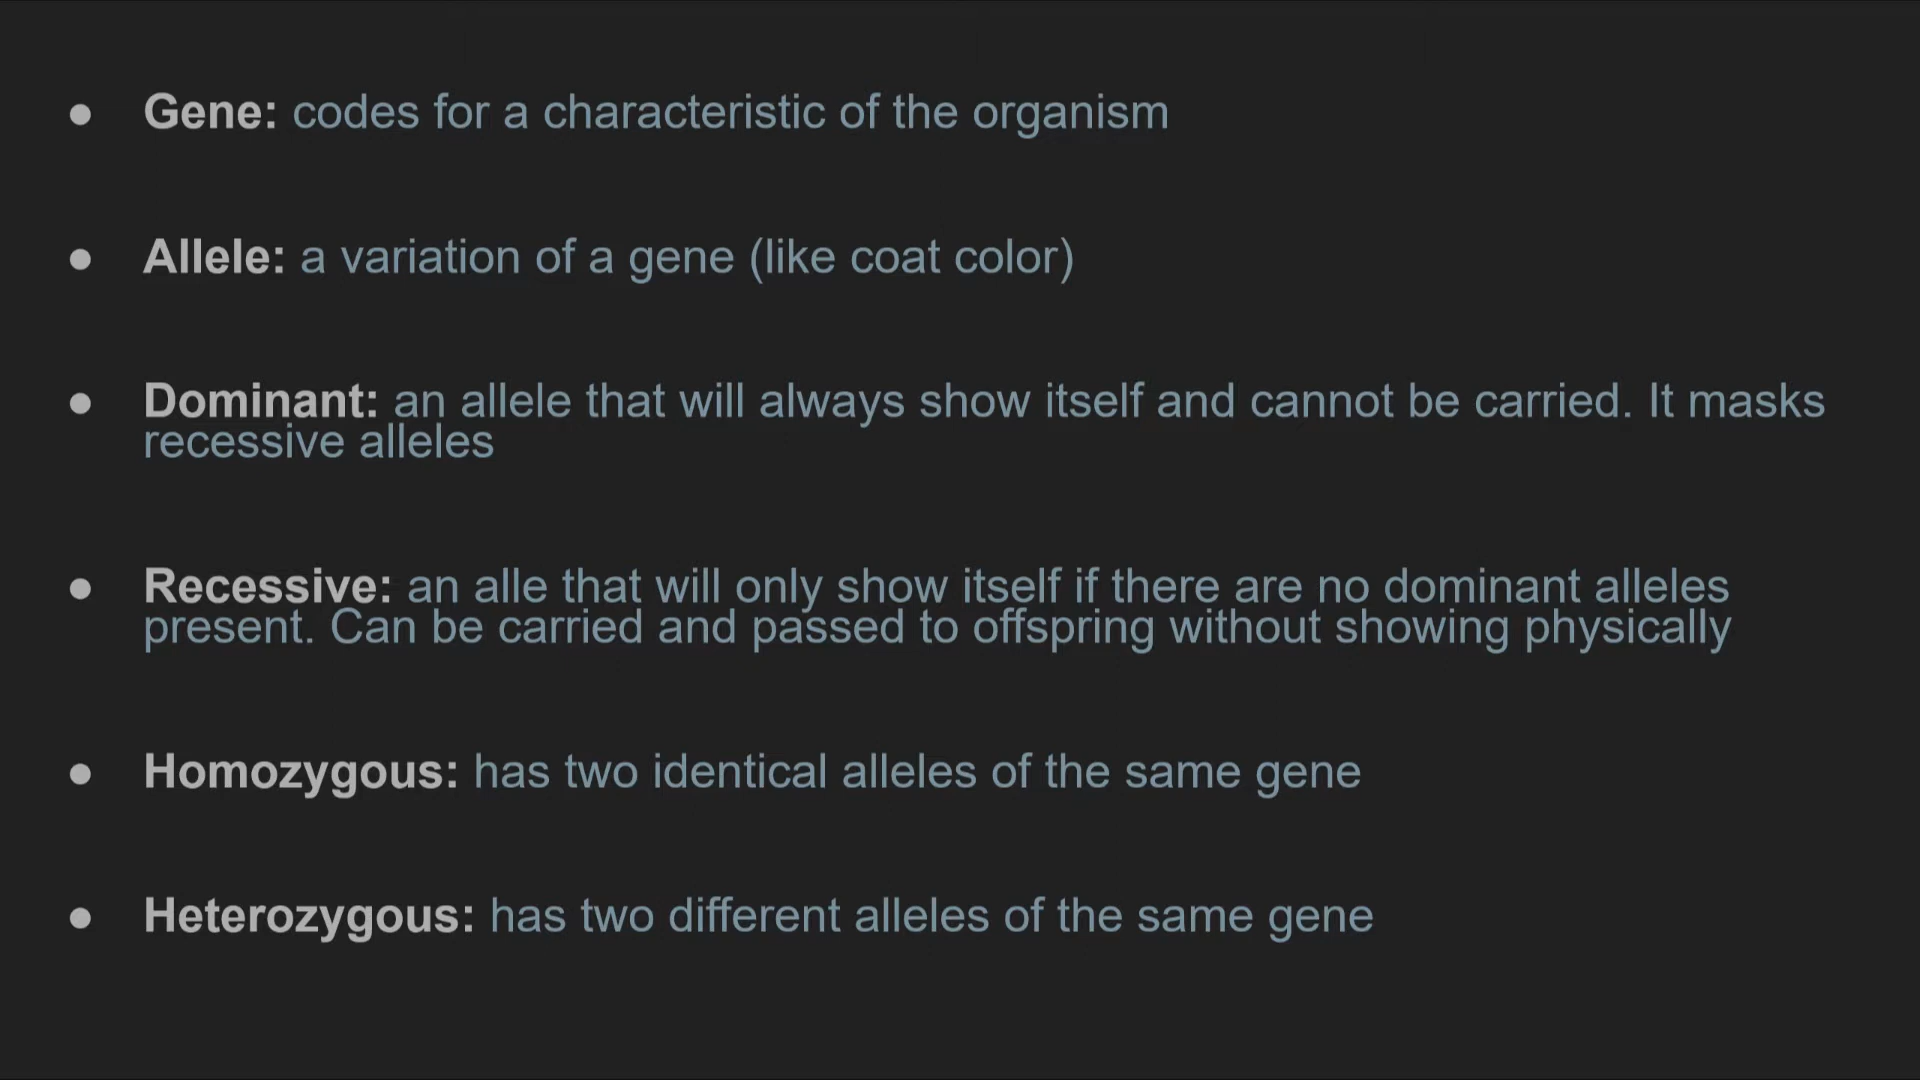 ● Gene: codes for a characteristic of the organism
● Allele: a variation of a gene (like coat color)
● Dominant: an allele that will always show itself and cannot be carried. It masks
recessive alleles
● Recessive: an alle that will only show itself if there are no dominant alleles
present. Can be carried and passed to offspring without showing physically
● Homozygous: has two identical alleles of the same gene
● Heterozygous: has two different alleles of the same gene